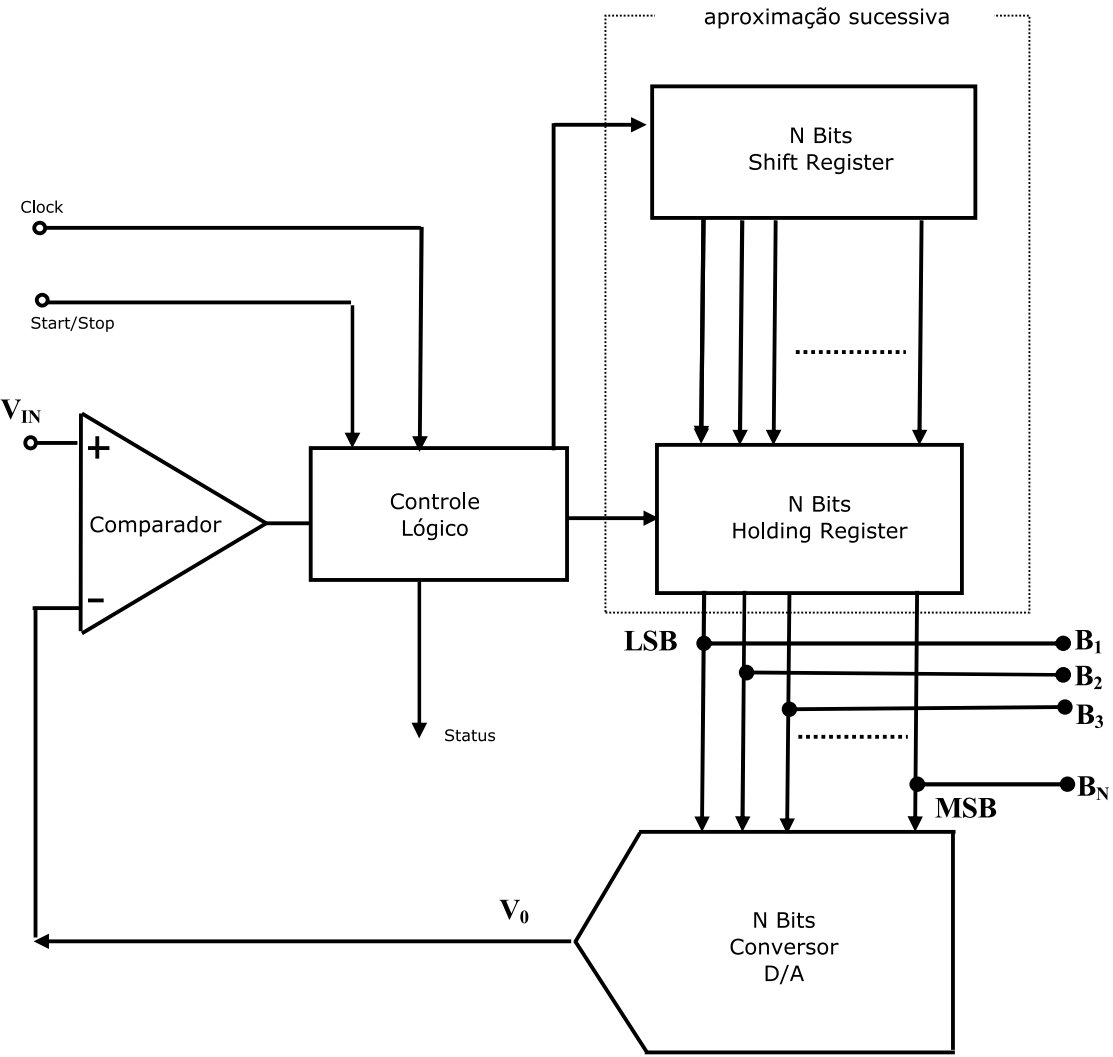 aproximação sucessiva
N Bits
Shift Register
Clock
Start/Stop
V_IN
+
Comparador
−
Controle
Lógico
N Bits
Holding Register
Status
LSB
B_1
B_2
B_3
B_N
MSB
V_0
N Bits
Conversor
D/A